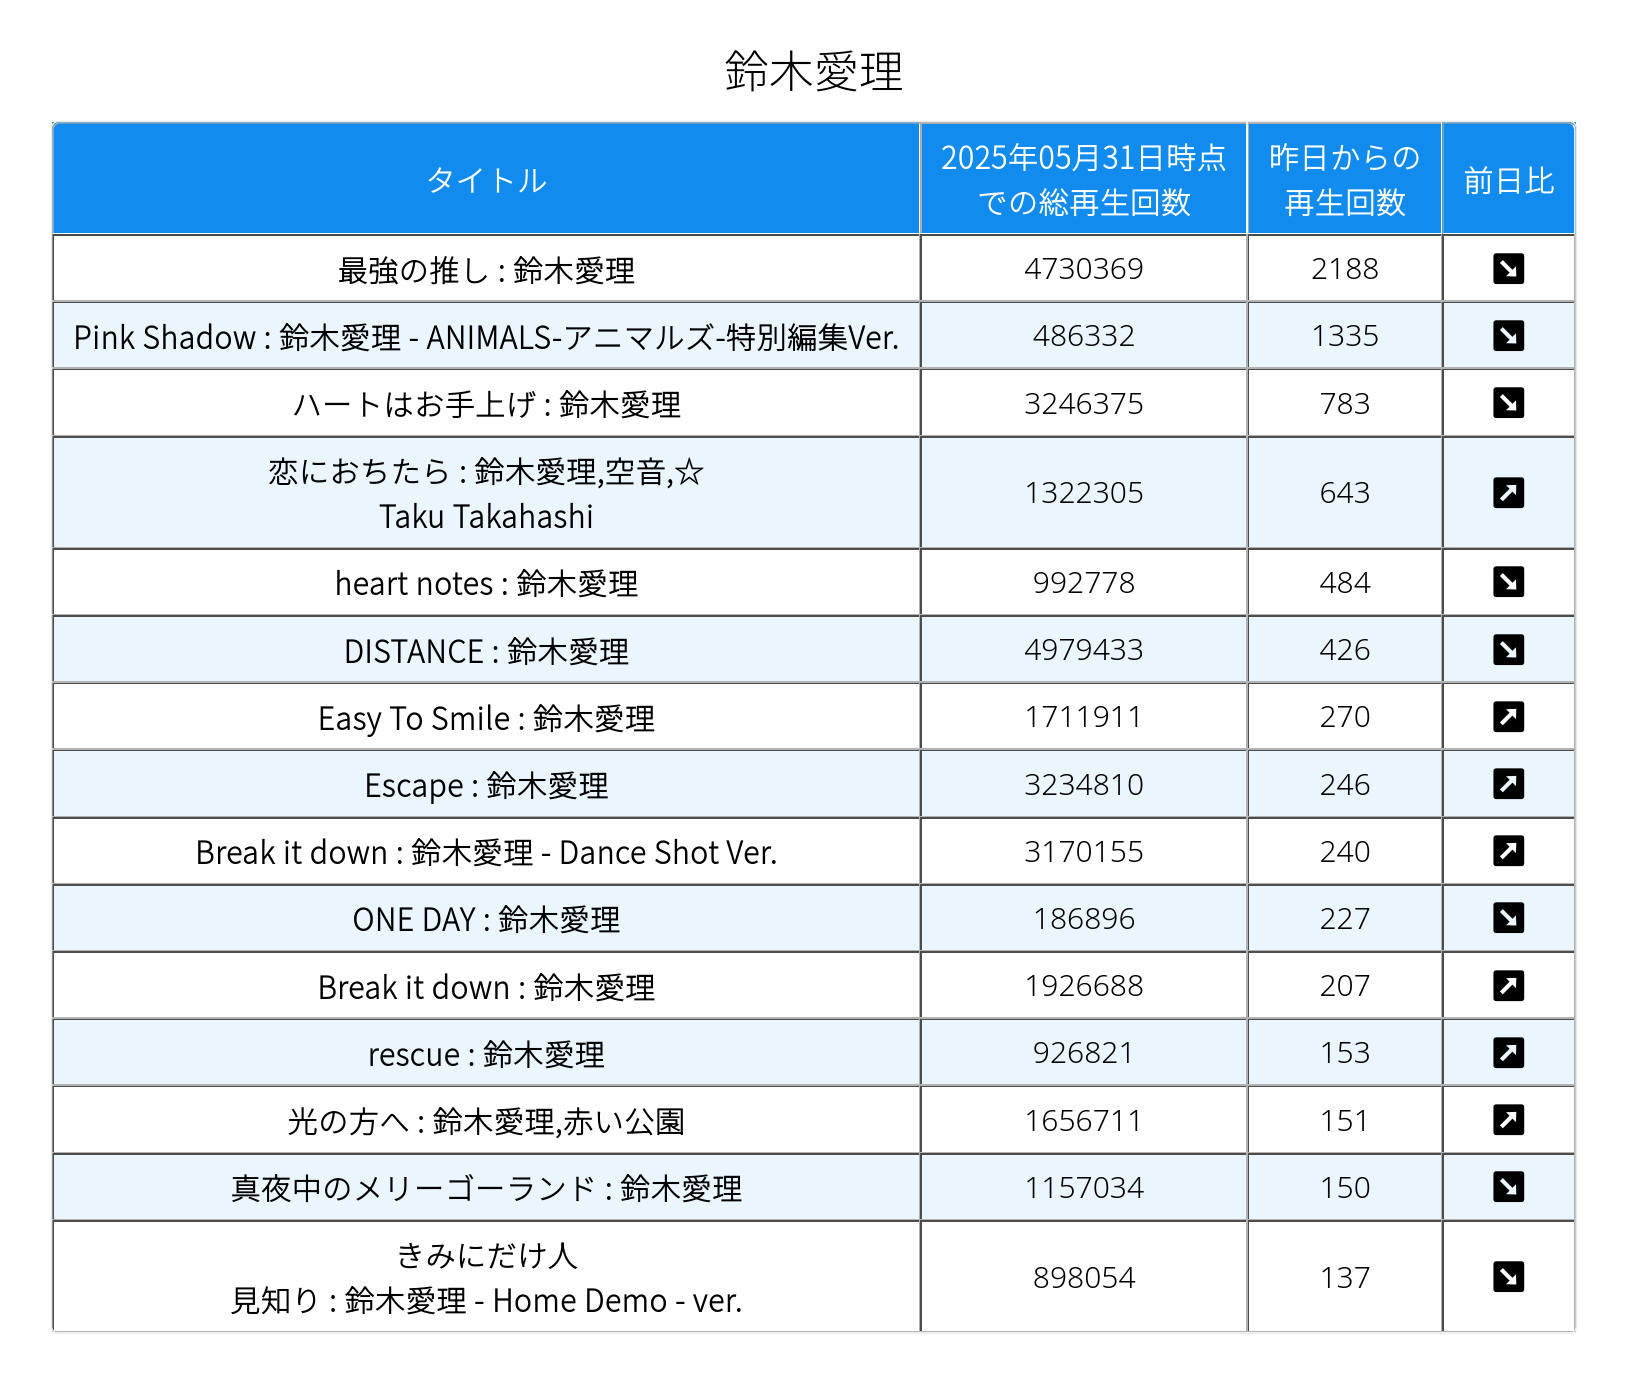 鈴木愛理
タイトル
2025年05月31日時点
での総再生回数
昨日からの
再生回数
前日比
最強の推し : 鈴木愛理 4730369 2188
Pink Shadow : 鈴木愛理 - ANIMALS-アニマルズ-特別編集Ver. 486332 1335
ハートはお手上げ : 鈴木愛理 3246375 783
恋におちたら : 鈴木愛理,空音,☆
Taku Takahashi
1322305 643
heart notes : 鈴木愛理 992778 484
DISTANCE : 鈴木愛理 4979433 426
Easy To Smile : 鈴木愛理 1711911 270
Escape : 鈴木愛理 3234810 246
Break it down : 鈴木愛理 - Dance Shot Ver. 3170155 240
ONE DAY : 鈴木愛理 186896 227
Break it down : 鈴木愛理 1926688 207
rescue : 鈴木愛理 926821 153
光の方へ : 鈴木愛理,赤い公園 1656711 151
真夜中のメリーゴーランド : 鈴木愛理 1157034 150
きみにだけ人
見知り : 鈴木愛理 - Home Demo - ver.
898054 137